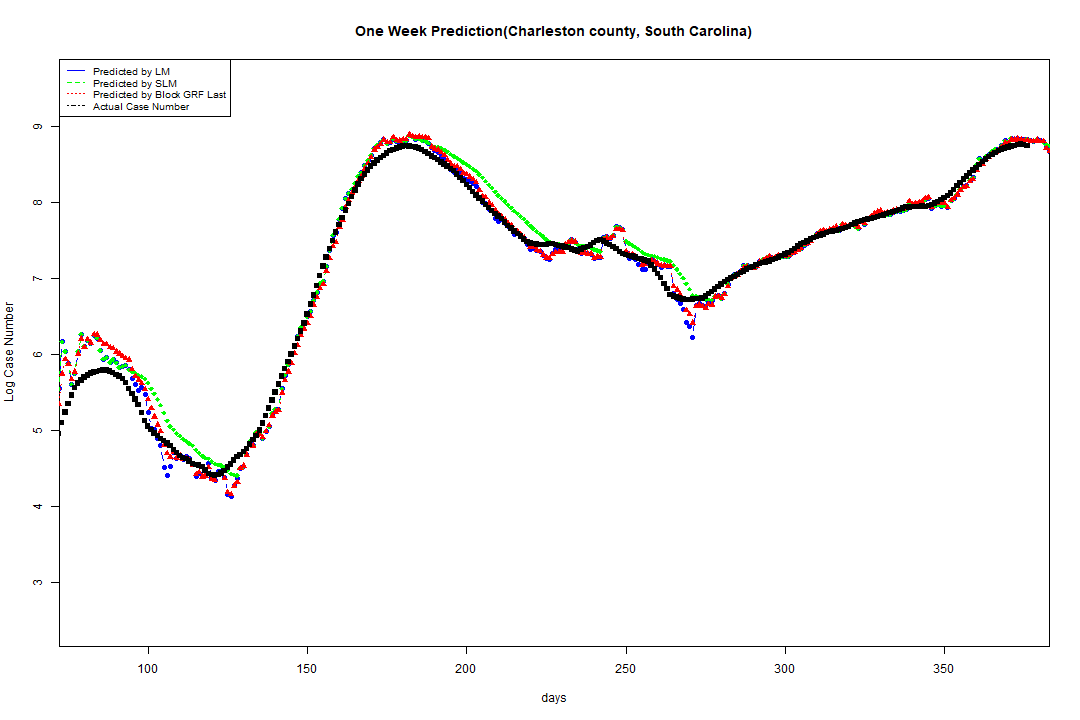 One Week Prediction(Charleston county, South Carolina)
Predicted by LM
Predicted by SLM
Predicted by Block GRF Last
Actual Case Number
Log Case Number
9
8
7
6
5
4
3
100 150 200 250 300 350
days